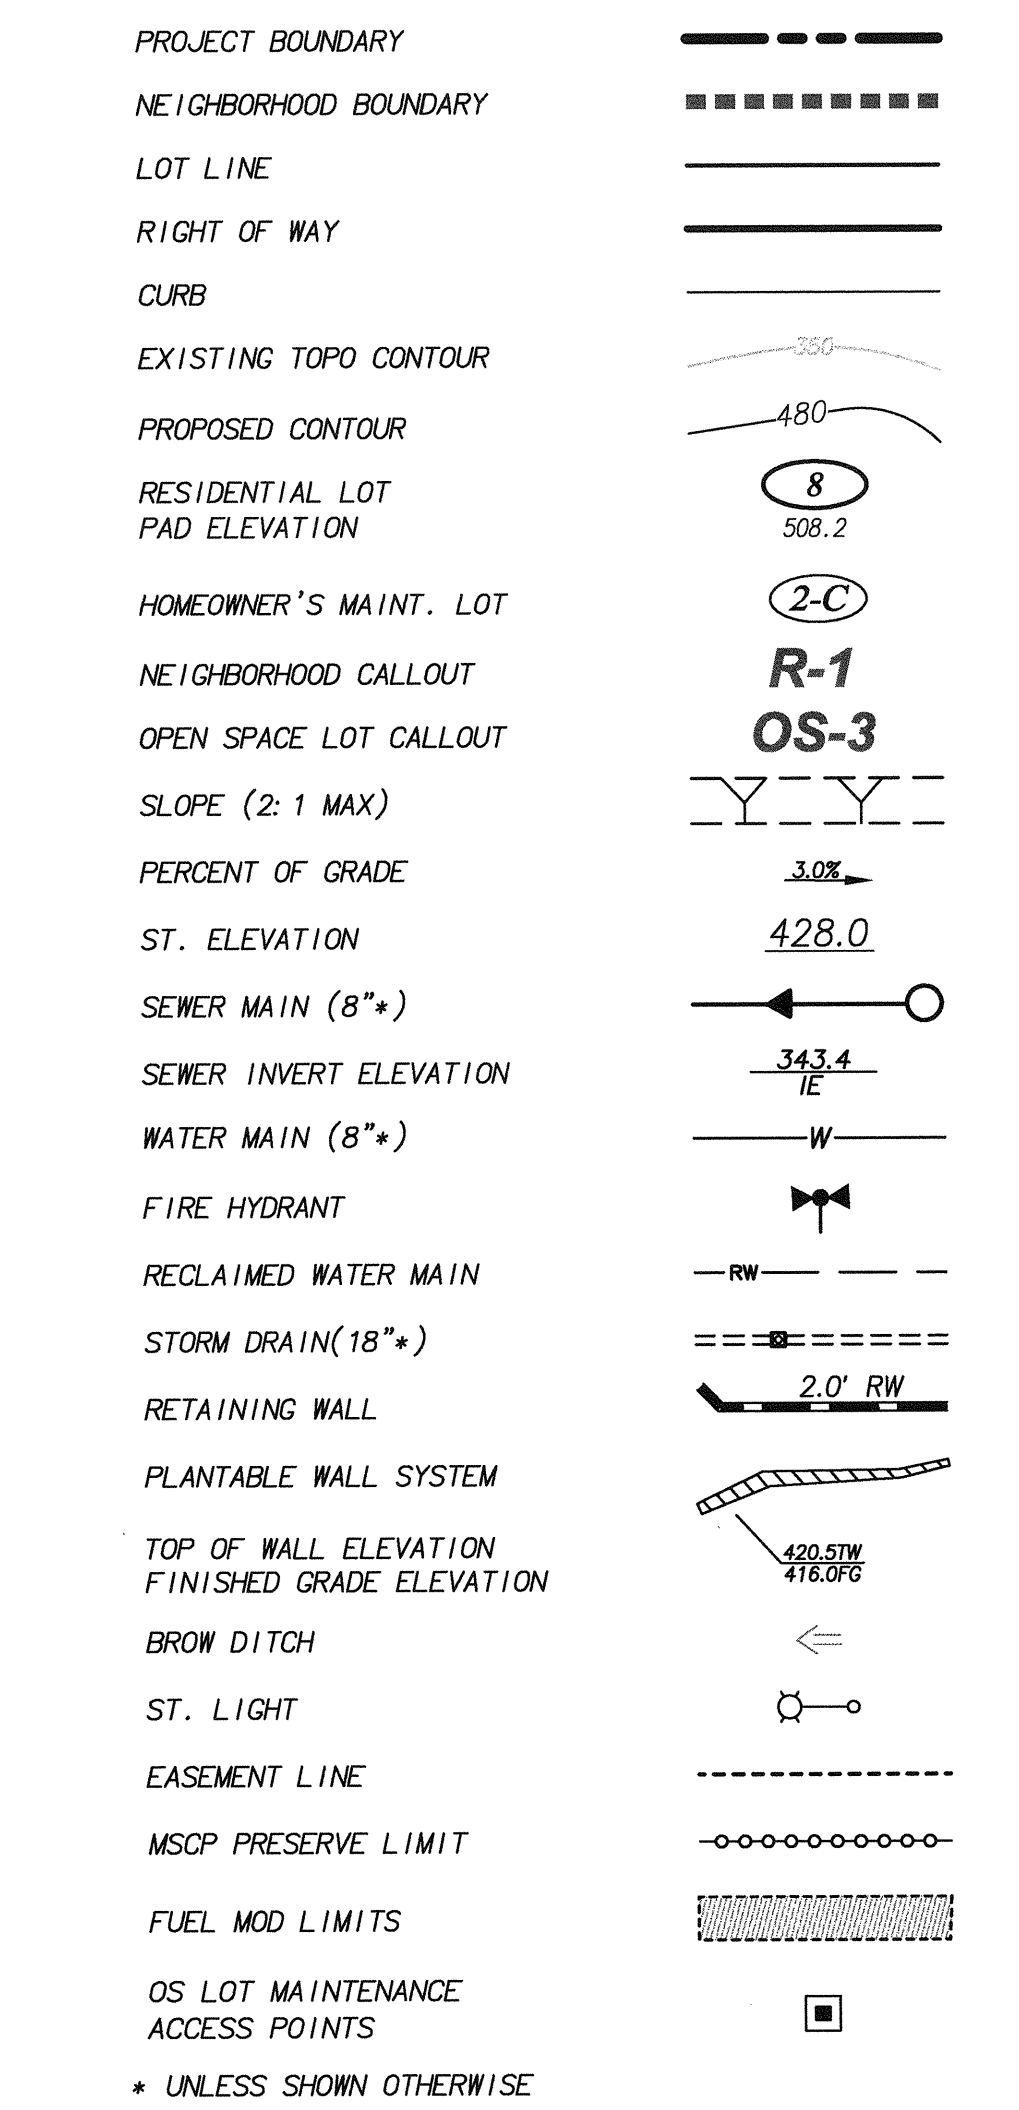 PROJECT BOUNDARY
NEIGHBORHOOD BOUNDARY
LOT LINE
RIGHT OF WAY
CURB
EXISTING TOPO CONTOUR 360
PROPOSED CONTOUR 480
RESIDENTIAL LOT 8
PAD ELEVATION 508.2
HOMEOWNER'S MAINT. LOT 2-C
NEIGHBORHOOD CALLOUT R-1
OPEN SPACE LOT CALLOUT OS-3
SLOPE (2:1 MAX)
PERCENT OF GRADE 3.0%
ST. ELEVATION 428.0
SEWER MAIN (8"*)
SEWER INVERT ELEVATION 343.4
IE
WATER MAIN (8"*) W
FIRE HYDRANT
RECLAIMED WATER MAIN RW
STORM DRAIN(18"*)
RETAINING WALL 2.0' RW
PLANTABLE WALL SYSTEM
TOP OF WALL ELEVATION 420.5TW
FINISHED GRADE ELEVATION 416.0FG
BROW DITCH
ST. LIGHT
EASEMENT LINE
MSCP PRESERVE LIMIT
FUEL MOD LIMITS
OS LOT MAINTENANCE
ACCESS POINTS
* UNLESS SHOWN OTHERWISE